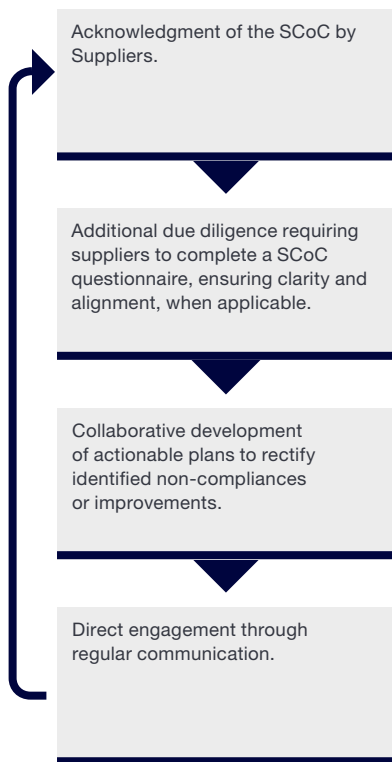 Acknowledgment of the SCoC by
Suppliers.
Additional due diligence requiring
suppliers to complete a SCoC
questionnaire, ensuring clarity and
alignment, when applicable.
Collaborative development
of actionable plans to rectify
identified non-compliances
or improvements.
Direct engagement through
regular communication.